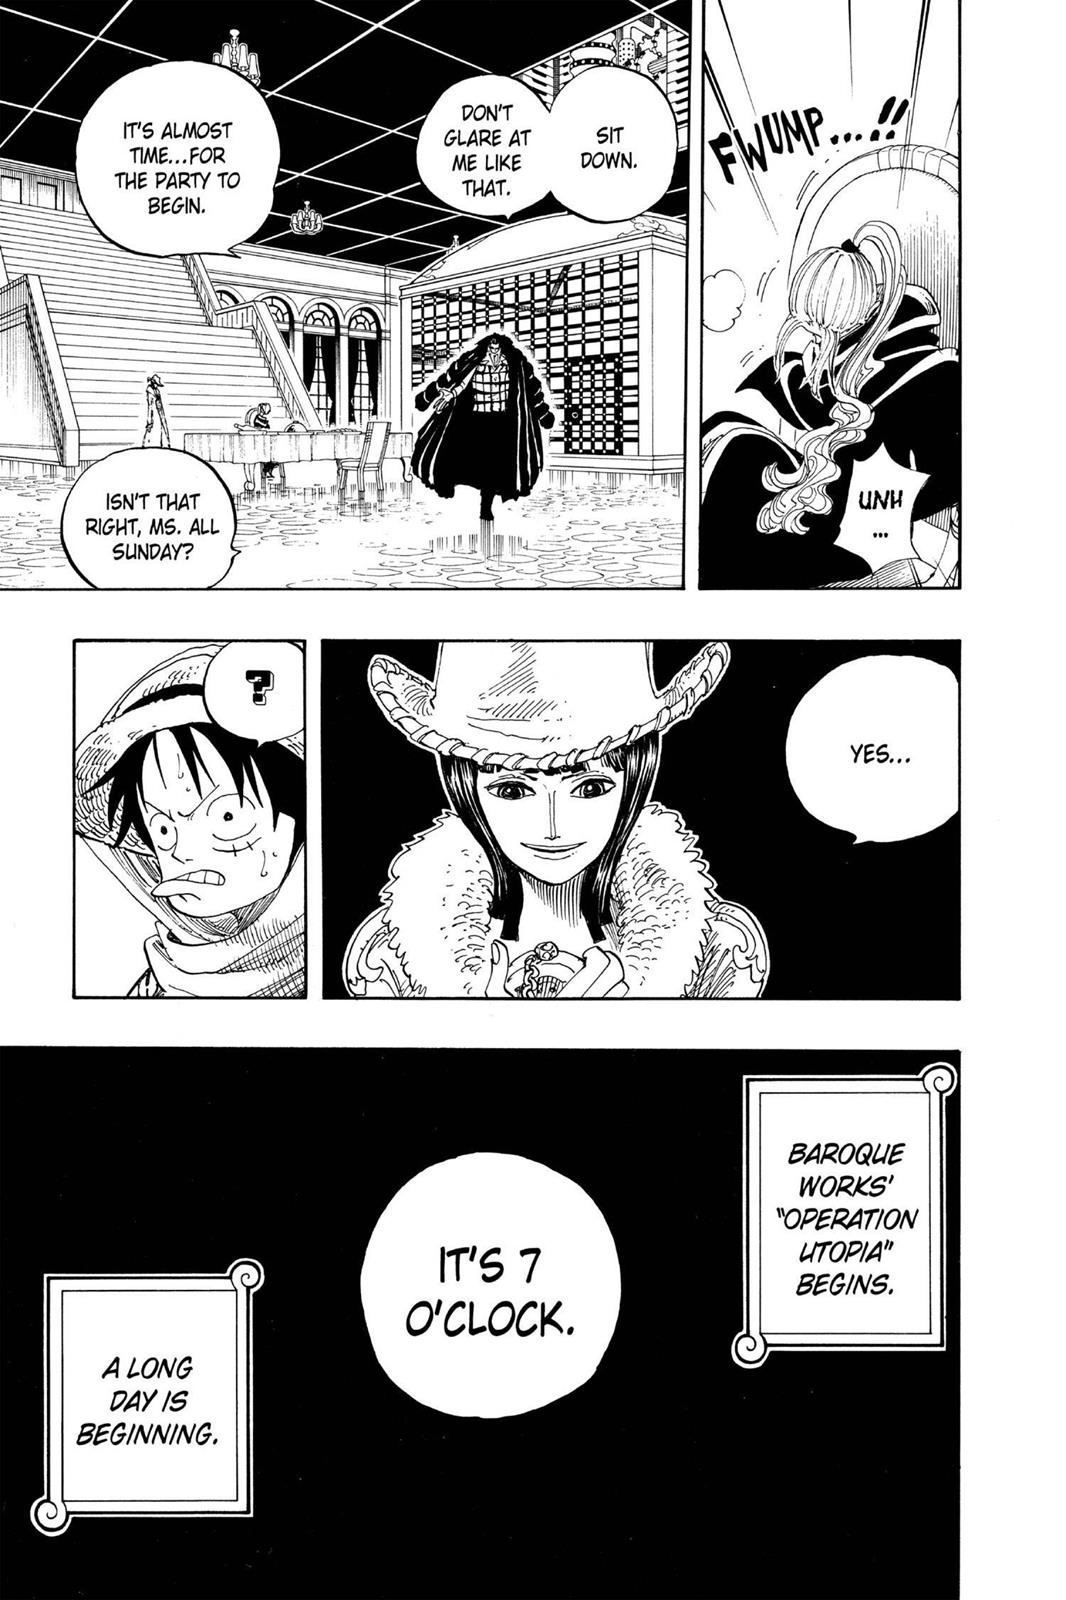 FWUMP...!!
UNH
...
SIT
DOWN.
DON'T
GLARE AT
ME LIKE
THAT.
IT'S ALMOST
TIME...FOR
THE PARTY TO
BEGIN.
ISN'T THAT
RIGHT, MS. ALL
SUNDAY?
YES...
?
BAROQUE
WORKS'
"OPERATION
UTOPIA"
BEGINS.
IT'S 7
O'CLOCK.
A LONG
DAY IS
BEGINNING.